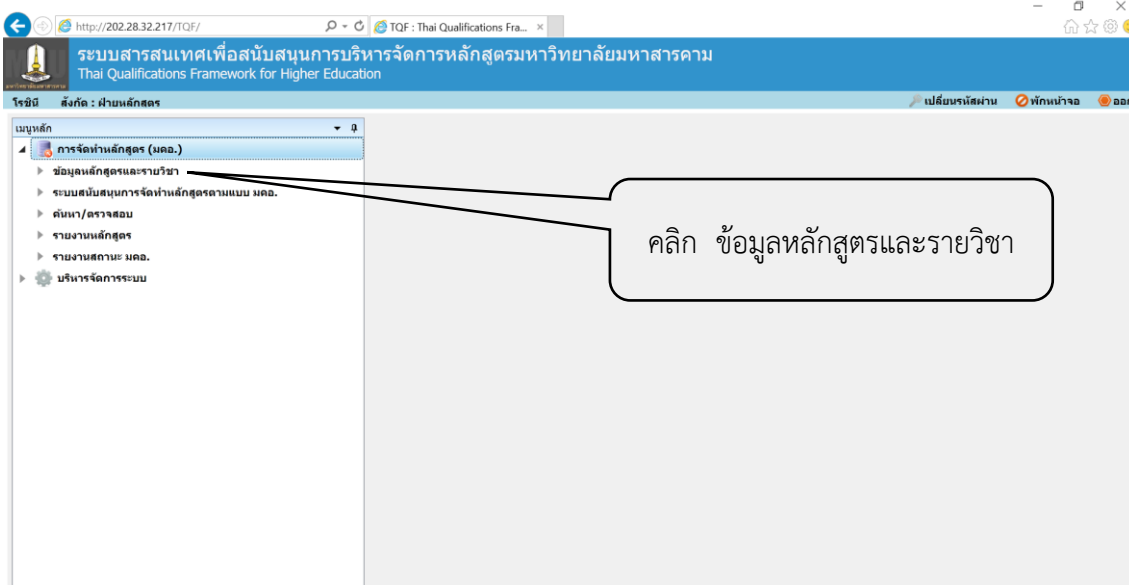 http://202.28.32.217/TQF/
TQF : Thai Qualifications Fra...
ระบบสารสนเทศเพื่อสนับสนุนการบริหารจัดการหลักสูตรมหาวิทยาลัยมหาสารคาม
Thai Qualifications Framework for Higher Education
โรชินี สังกัด : ฝ่ายหลักสูตร
เปลี่ยนรหัสผ่าน พักหน้าจอ
เมนูหลัก
การจัดทำหลักสูตร (มคอ.)
ข้อมูลหลักสูตรและรายวิชา
ระบบสนับสนุนการจัดทำหลักสูตรตามแบบ มคอ.
ค้นหา/ตรวจสอบ
รายงานหลักสูตร
รายงานสถานะ มคอ.
บริหารจัดการระบบ
คลิก ข้อมูลหลักสูตรและรายวิชา